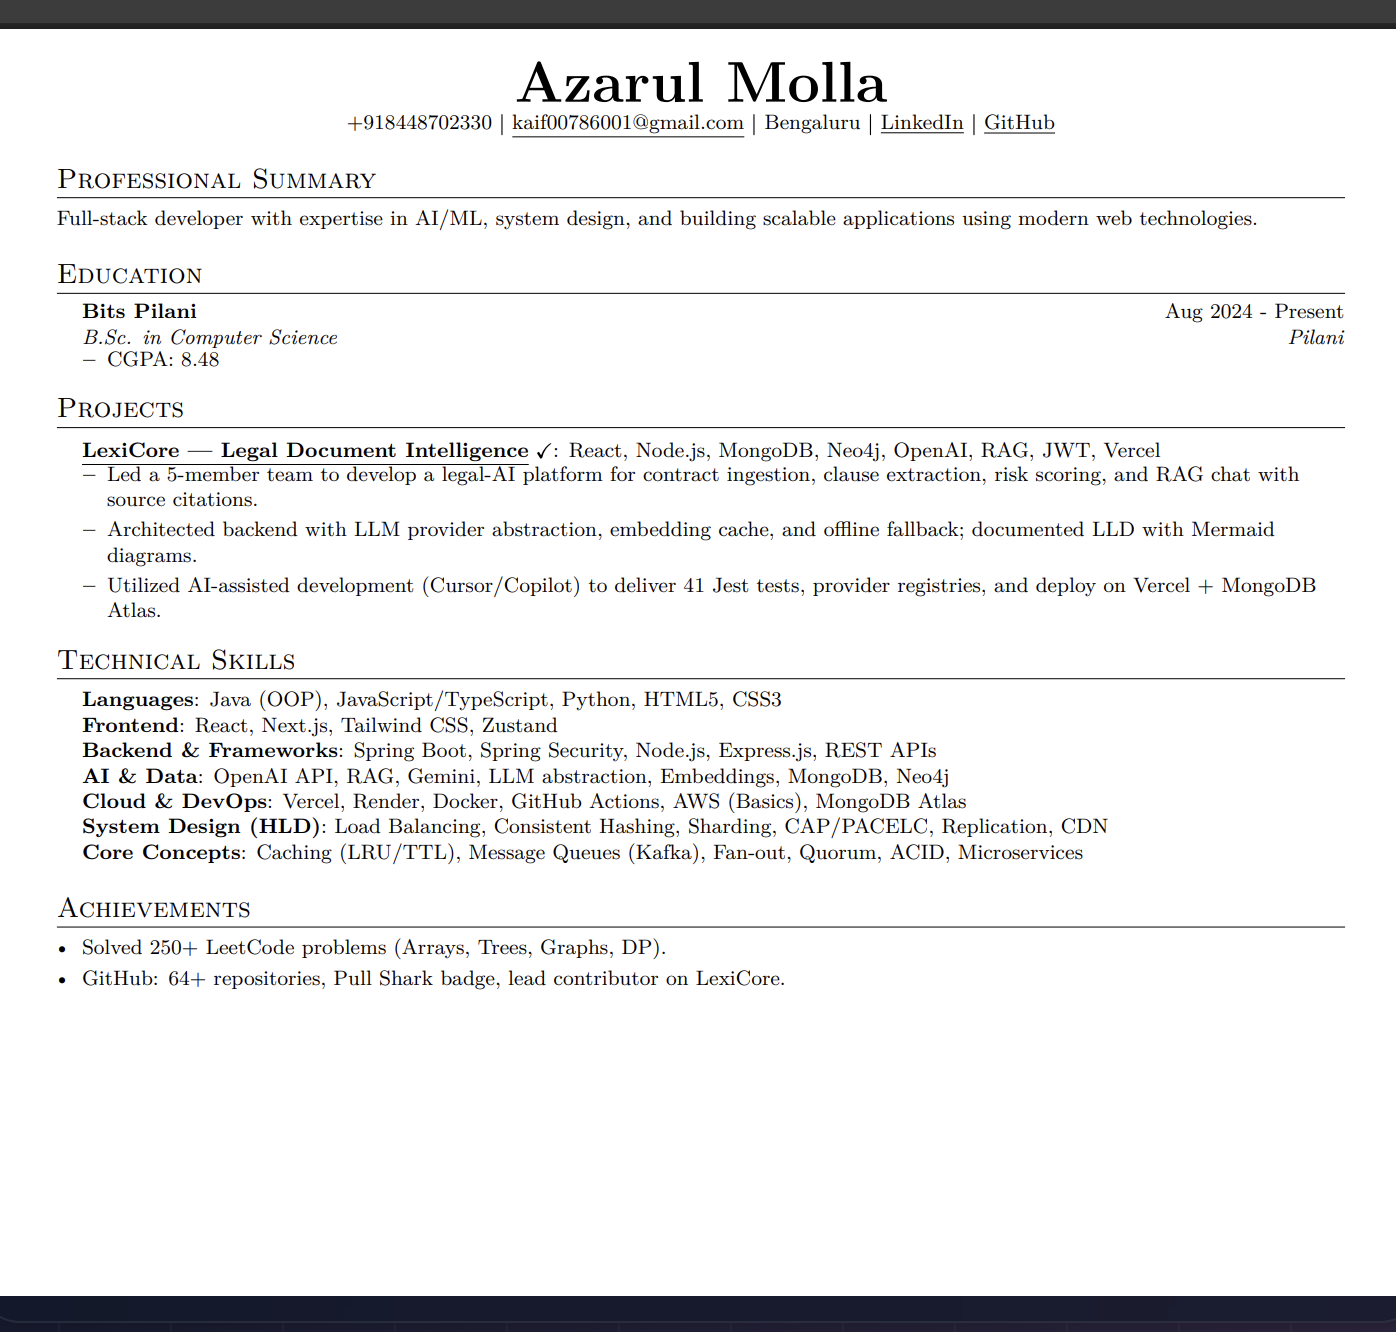 Azarul Molla
+918448702330 | kaif00786001@gmail.com | Bengaluru | LinkedIn | GitHub
Professional Summary
Full-stack developer with expertise in AI/ML, system design, and building scalable applications using modern web technologies.
Education
Bits Pilani Aug 2024 - Present
B.Sc. in Computer Science Pilani
– CGPA: 8.48
Projects
LexiCore — Legal Document Intelligence ✓: React, Node.js, MongoDB, Neo4j, OpenAI, RAG, JWT, Vercel
– Led a 5-member team to develop a legal-AI platform for contract ingestion, clause extraction, risk scoring, and RAG chat with
source citations.
– Architected backend with LLM provider abstraction, embedding cache, and offline fallback; documented LLD with Mermaid
diagrams.
– Utilized AI-assisted development (Cursor/Copilot) to deliver 41 Jest tests, provider registries, and deploy on Vercel + MongoDB
Atlas.
Technical Skills
Languages: Java (OOP), JavaScript/TypeScript, Python, HTML5, CSS3
Frontend: React, Next.js, Tailwind CSS, Zustand
Backend & Frameworks: Spring Boot, Spring Security, Node.js, Express.js, REST APIs
AI & Data: OpenAI API, RAG, Gemini, LLM abstraction, Embeddings, MongoDB, Neo4j
Cloud & DevOps: Vercel, Render, Docker, GitHub Actions, AWS (Basics), MongoDB Atlas
System Design (HLD): Load Balancing, Consistent Hashing, Sharding, CAP/PACELC, Replication, CDN
Core Concepts: Caching (LRU/TTL), Message Queues (Kafka), Fan-out, Quorum, ACID, Microservices
Achievements
• Solved 250+ LeetCode problems (Arrays, Trees, Graphs, DP).
• GitHub: 64+ repositories, Pull Shark badge, lead contributor on LexiCore.